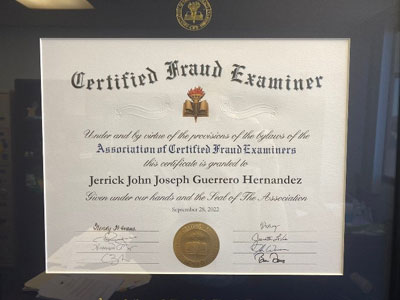 Certified Fraud Examiner
Under and by virtue of the provisions of the bylaws of the
Association of Certified Fraud Examiners
this certificate is granted to
Jerrick John Joseph Guerrero Hernandez
Given under our hands and the Seal of The Association
September 28, 2022